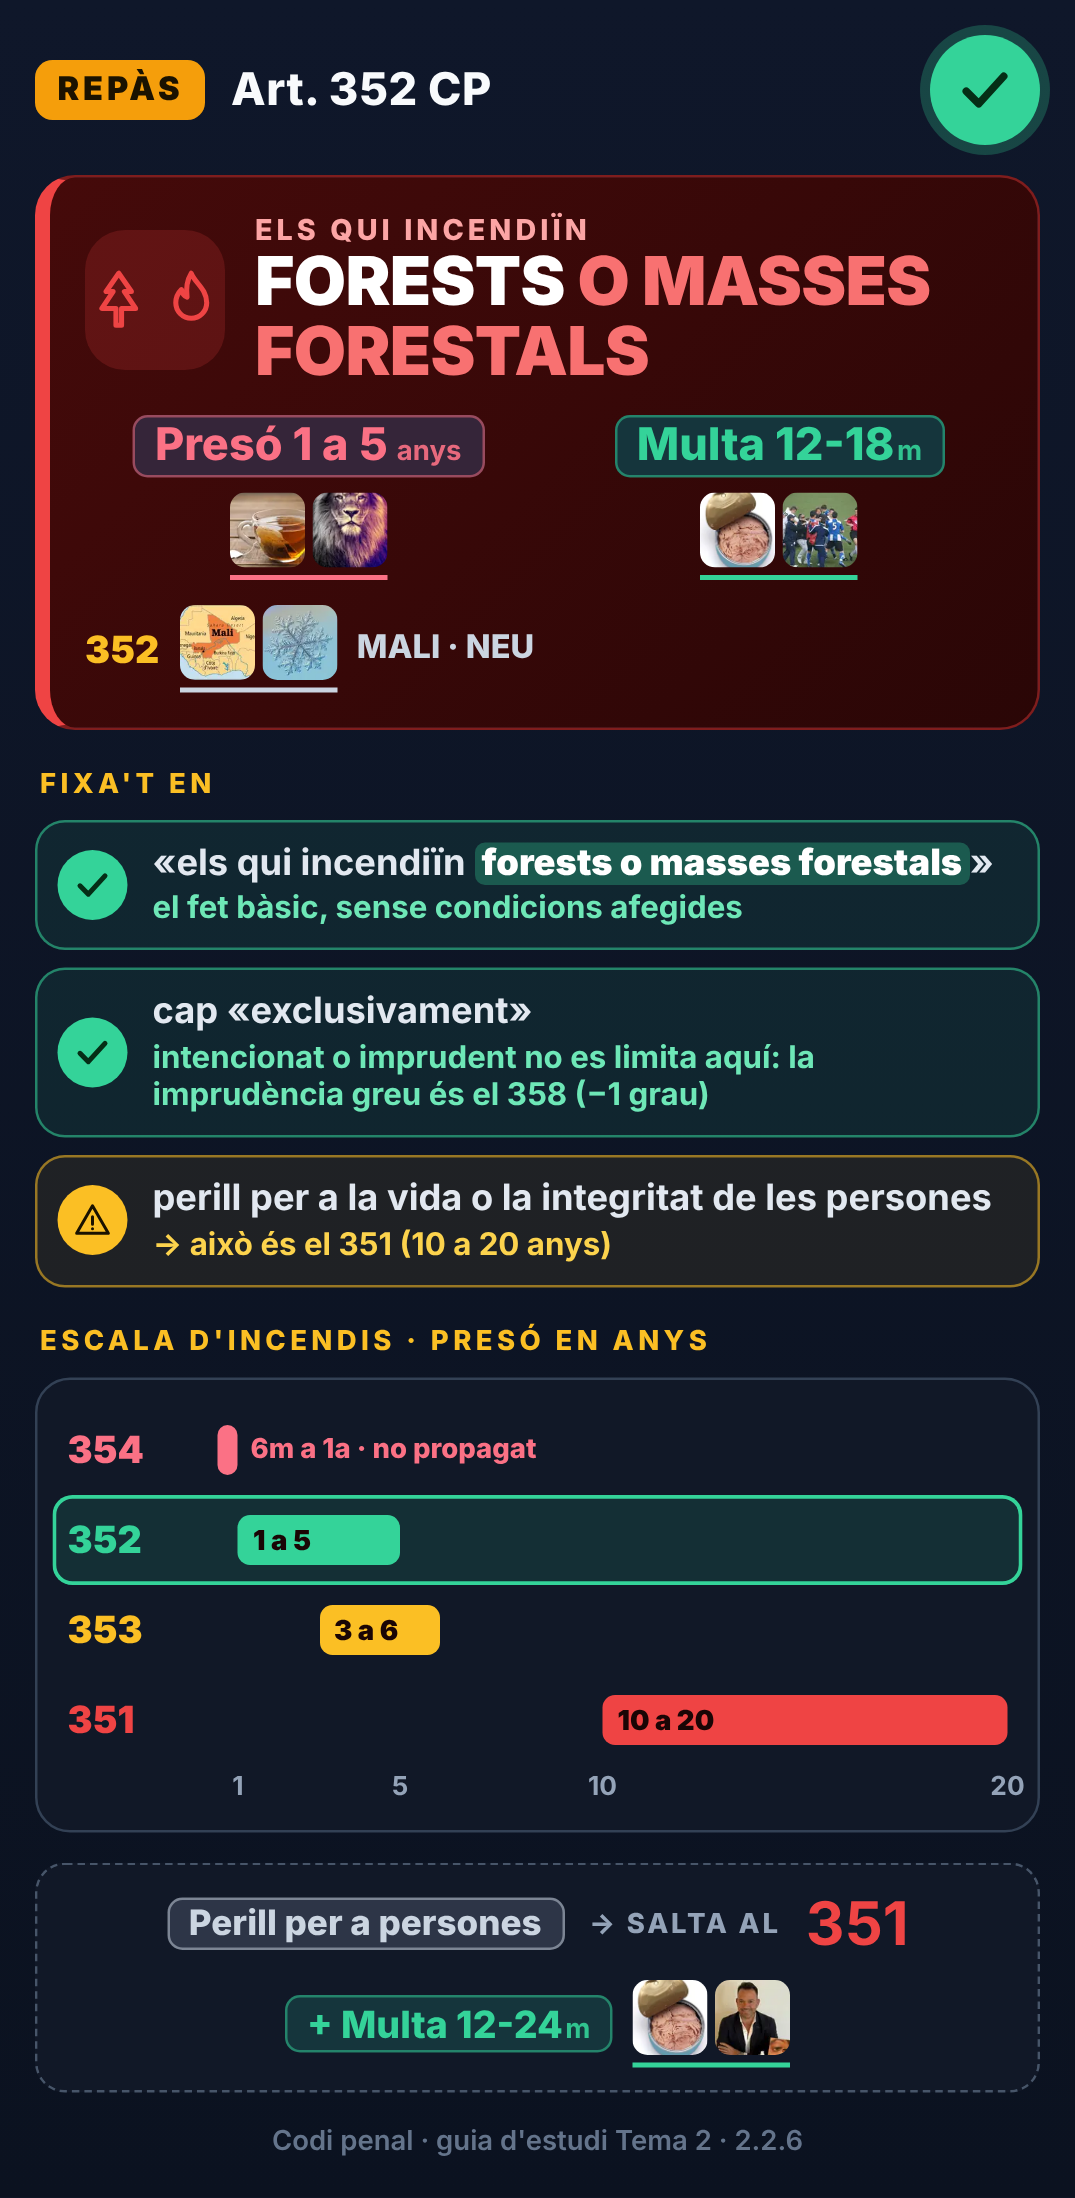 REPÀS
Art. 352 CP
ELS QUI INCENDIÏN
FORESTS O MASSES
FORESTALS
Presó 1 a 5 anys
Multa 12-18 m
Algeria
Mauritània
Mali
352
MALI · NEU
FIXA'T EN
«els qui incendiïn forests o masses forestals»
el fet bàsic, sense condicions afegides
cap «exclusivament»
intencionat o imprudent no es limita aquí: la
imprudència greu és el 358 (−1 grau)
perill per a la vida o la integritat de les persones
→ això és el 351 (10 a 20 anys)
ESCALA D'INCENDIS · PRESÓ EN ANYS
354 6m a 1a · no propagat
352 1 a 5
353 3 a 6
351 10 a 20
1 5 10 20
Perill per a persones → SALTA AL 351
+ Multa 12-24 m
Codi penal · guia d'estudi Tema 2 · 2.2.6